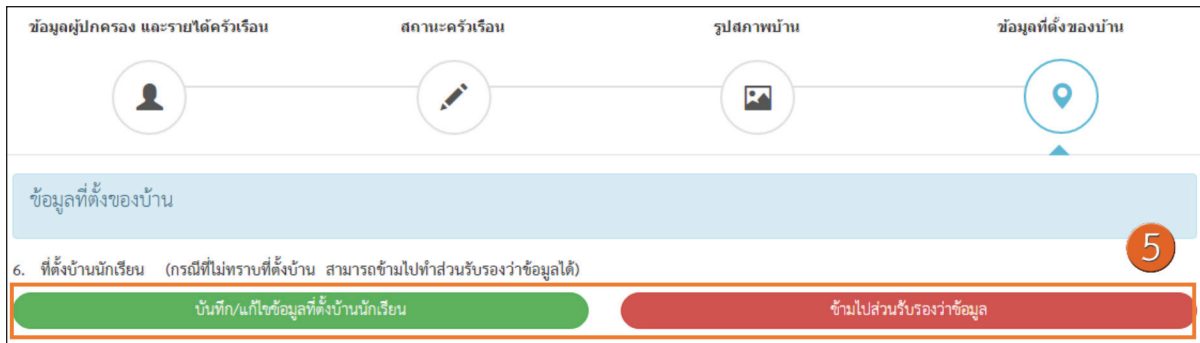 ข้อมูลผู้ปกครอง และรายได้ครัวเรือน สถานะครัวเรือน รูปสภาพบ้าน ข้อมูลที่ตั้งของบ้าน
ข้อมูลที่ตั้งของบ้าน
5
6. ที่ตั้งบ้านนักเรียน (กรณีที่ไม่ทราบที่ตั้งบ้าน สามารถข้ามไปทำส่วนรับรองว่าข้อมูลได้)
บันทึก/แก้ไขข้อมูลที่ตั้งบ้านนักเรียน ข้ามไปส่วนรับรองว่าข้อมูล